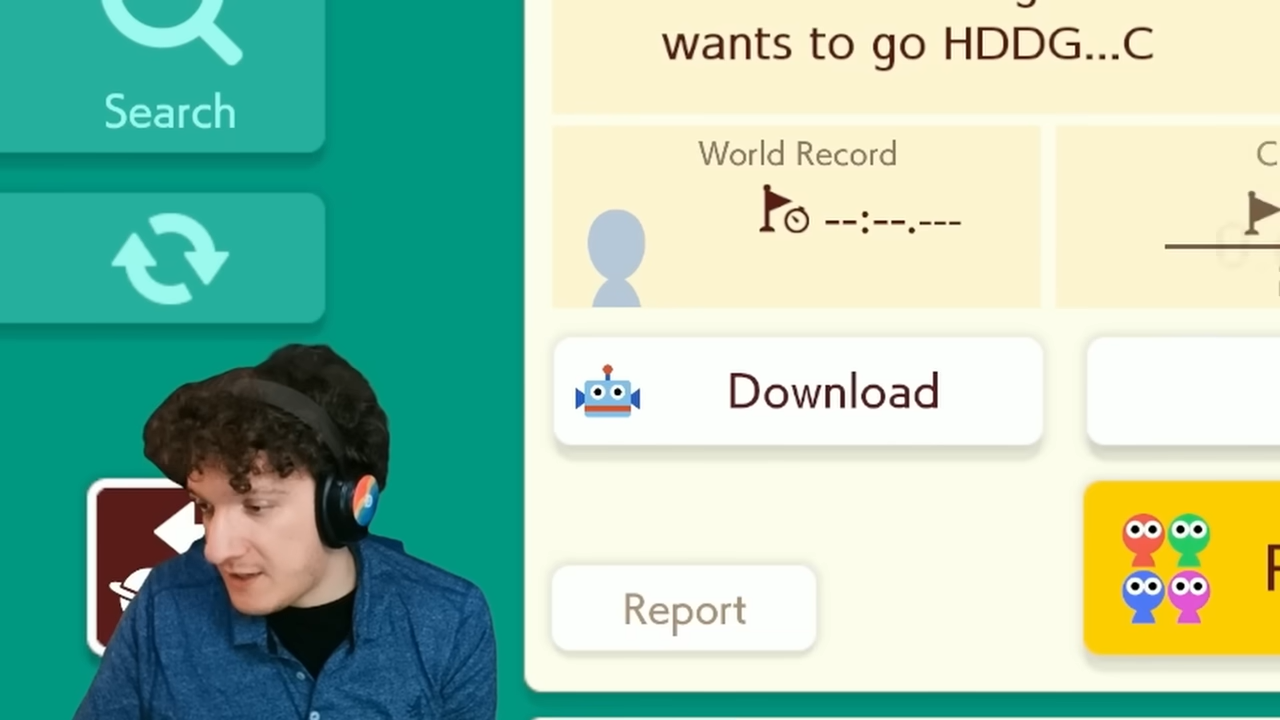 wants to go HDDG...C
Search
World Record
--:--.---
Download
Report